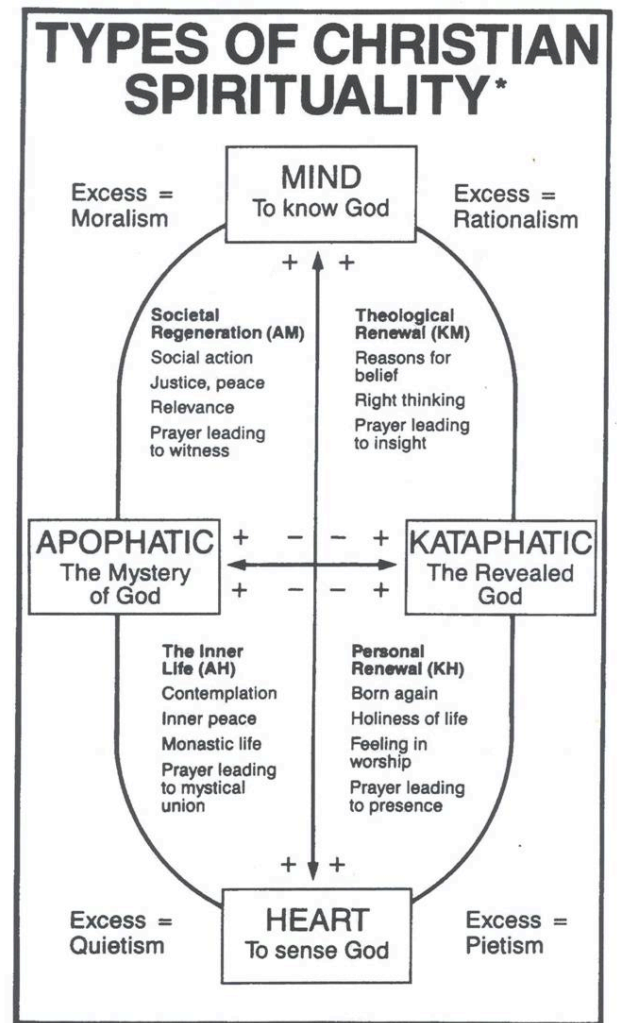 TYPES OF CHRISTIAN
SPIRITUALITY*
MIND
To know God
Excess =
Moralism
Excess =
Rationalism
+ +
Societal
Regeneration (AM)
Social action
Justice, peace
Relevance
Prayer leading
to witness
Theological
Renewal (KM)
Reasons for
belief
Right thinking
Prayer leading
to insight
APOPHATIC
The Mystery
of God
+ – – +
+ – – +
KATAPHATIC
The Revealed
God
The Inner
Life (AH)
Contemplation
Inner peace
Monastic life
Prayer leading
to mystical
union
Personal
Renewal (KH)
Born again
Holiness of life
Feeling in
worship
Prayer leading
to presence
+ +
HEART
To sense God
Excess =
Quietism
Excess =
Pietism